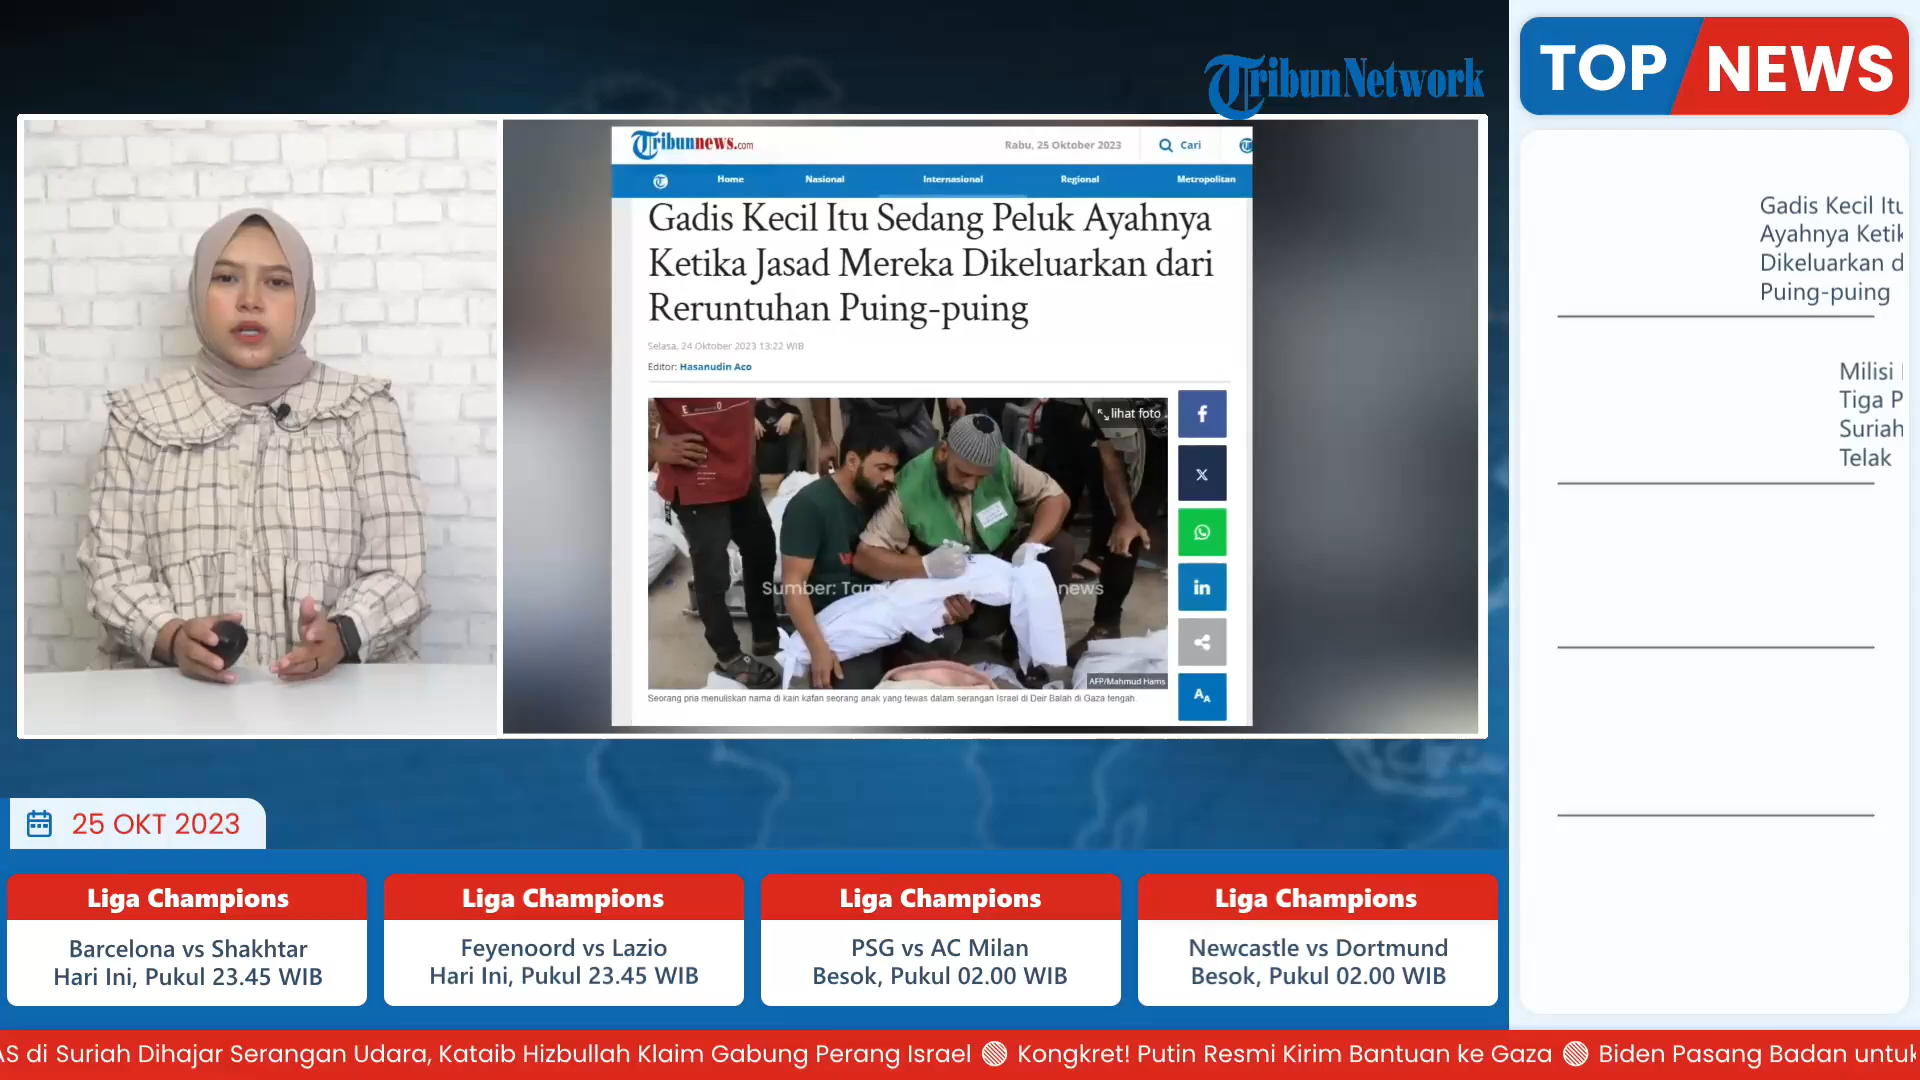 TribunNetwork
TOP NEWS
Tribunnews.com
Rabu, 25 Oktober 2023
Cari
Home
Nasional
Internasional
Regional
Metropolitan
Gadis Kecil Itu Sedang Peluk Ayahnya
Ketika Jasad Mereka Dikeluarkan dari
Reruntuhan Puing-puing
Selasa, 24 Oktober 2023 13:22 WIB
Editor: Hasanudin Aco
lihat foto
Sumber: Tan
news
AFP/Mahmud Hams
Seorang pria menuliskan nama di kain kafan seorang anak yang tewas dalam serangan Israel di Deir Balah di Gaza tengah.
Gadis Kecil Itu
Ayahnya Ketik
Dikeluarkan d
Puing-puing
Milisi
Tiga P
Suriah
Telak
25 OKT 2023
Liga Champions
Barcelona vs Shakhtar
Hari Ini, Pukul 23.45 WIB
Liga Champions
Feyenoord vs Lazio
Hari Ini, Pukul 23.45 WIB
Liga Champions
PSG vs AC Milan
Besok, Pukul 02.00 WIB
Liga Champions
Newcastle vs Dortmund
Besok, Pukul 02.00 WIB
AS di Suriah Dihajar Serangan Udara, Kataib Hizbullah Klaim Gabung Perang Israel Kongkret! Putin Resmi Kirim Bantuan ke Gaza Biden Pasang Badan untuk